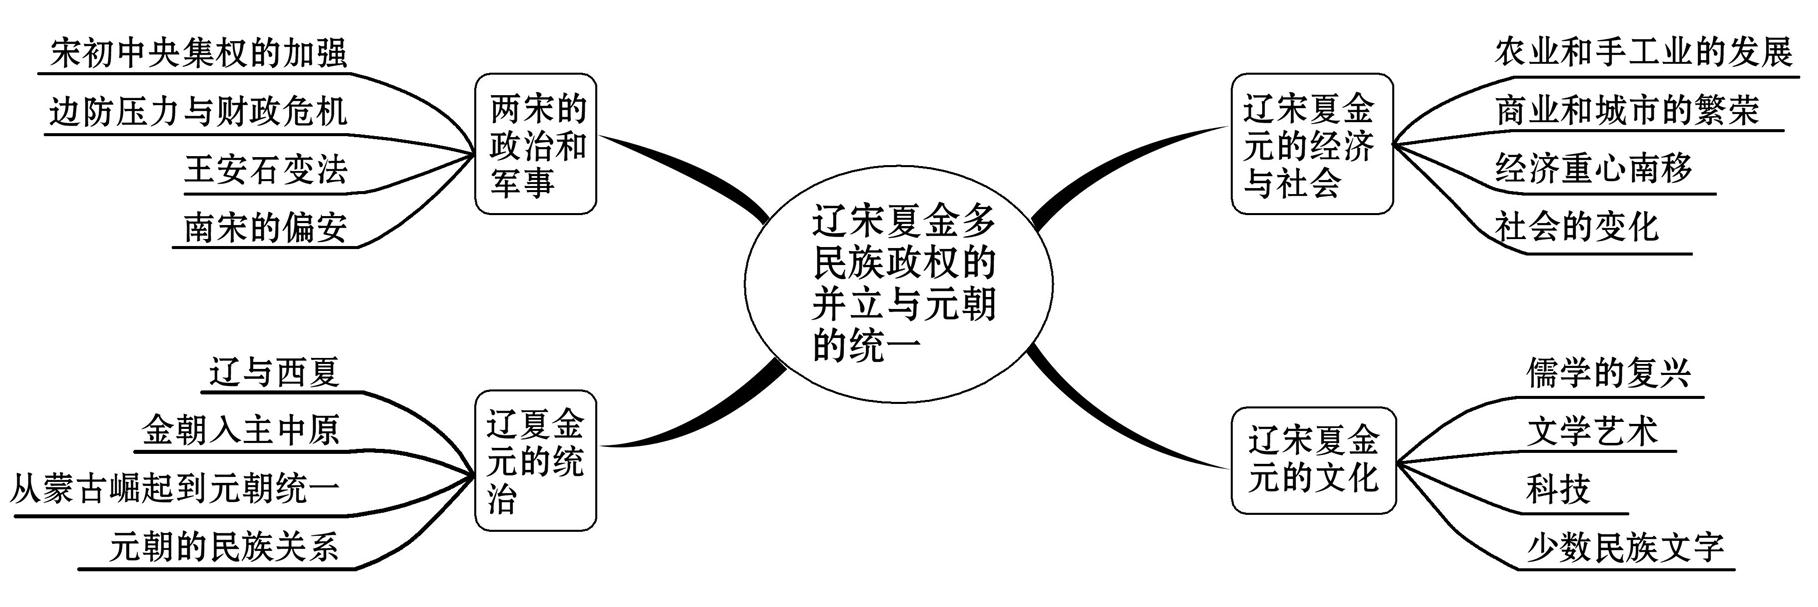 辽宋夏金多
民族政权的
并立与元朝
的统一
两宋的
政治和
军事
宋初中央集权的加强
边防压力与财政危机
王安石变法
南宋的偏安
辽夏金
元的统
治
辽与西夏
金朝入主中原
从蒙古崛起到元朝统一
元朝的民族关系
辽宋夏金
元的经济
与社会
农业和手工业的发展
商业和城市的繁荣
经济重心南移
社会的变化
辽宋夏金
元的文化
儒学的复兴
文学艺术
科技
少数民族文字